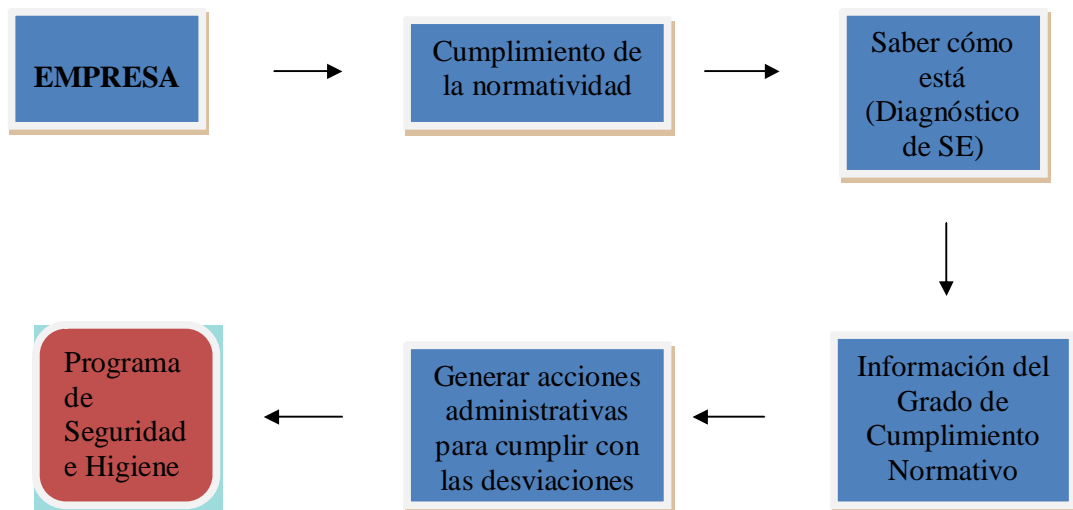 EMPRESA
Cumplimiento de
la normatividad
Saber cómo
está
(Diagnóstico
de SE)
Información del
Grado de
Cumplimiento
Normativo
Generar acciones
administrativas
para cumplir con
las desviaciones
Programa
de
Seguridad
e Higiene